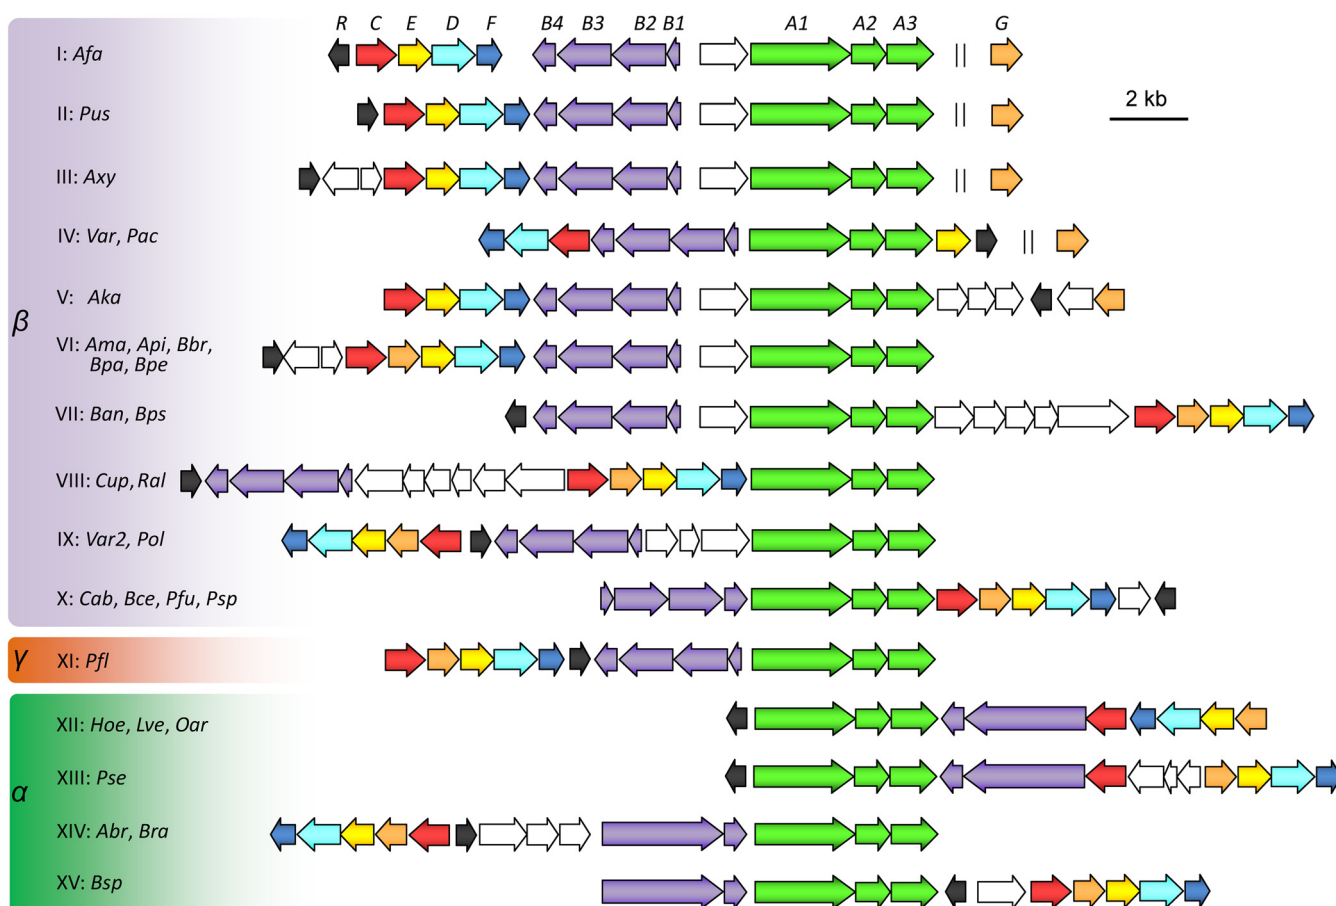 R C E D F B4 B3 B2 B1 A1 A2 A3 G
I: Afa
II: Pus
2 kb
III: Axy
IV: Var, Pac
V: Aka
β
VI: Ama, Api, Bbr,
Bpa, Bpe
VII: Ban, Bps
VIII: Cup, Ral
IX: Var2, Pol
X: Cab, Bce, Pfu, Psp
γ
XI: Pfl
XII: Hoe, Lve, Oar
XIII: Pse
α
XIV: Abr, Bra
XV: Bsp